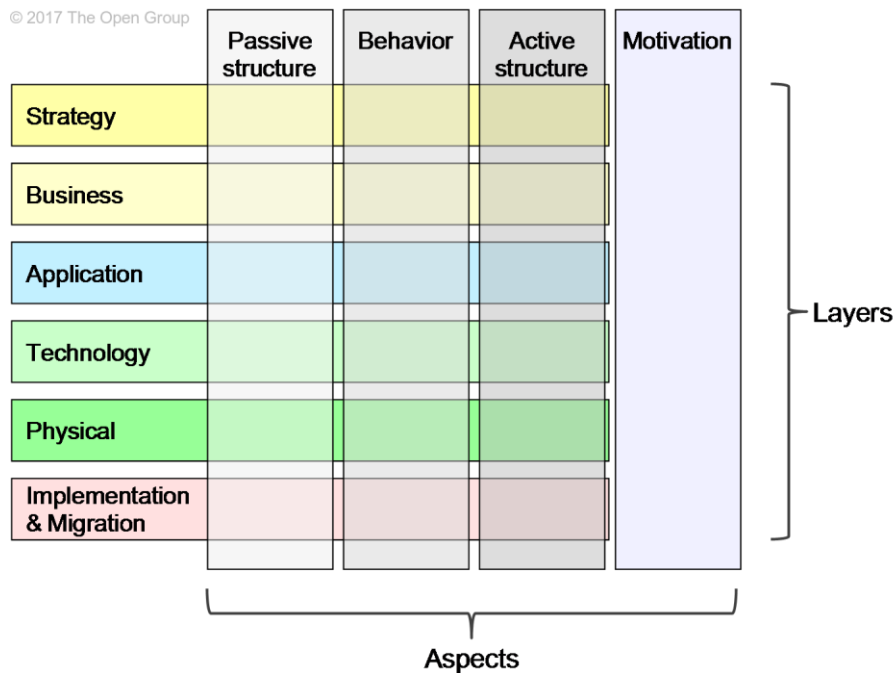 © 2017 The Open Group
Passive
structure
Behavior
Active
structure
Motivation
Strategy
Business
Application
Technology
Physical
Implementation
& Migration
Layers
Aspects